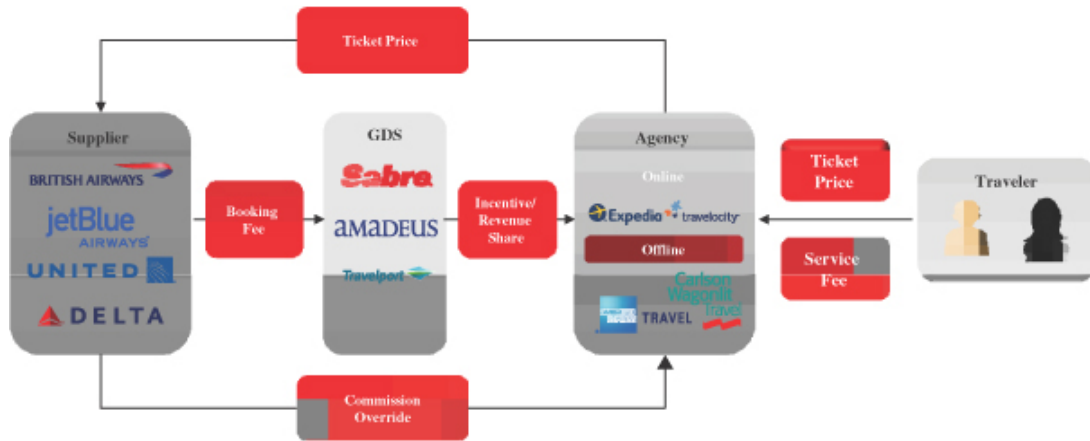 Ticket Price
Supplier
BRITISH AIRWAYS
jetBlue
AIRWAYS
UNITED
DELTA
Booking
Fee
GDS
Sabre
amadeus
Travelport
Incentive/
Revenue
Share
Agency
Online
Expedia travelocity
Offline
Carlson
Wagonlit
Travel
TRAVEL
Ticket
Price
Service
Fee
Traveler
Commission
Override